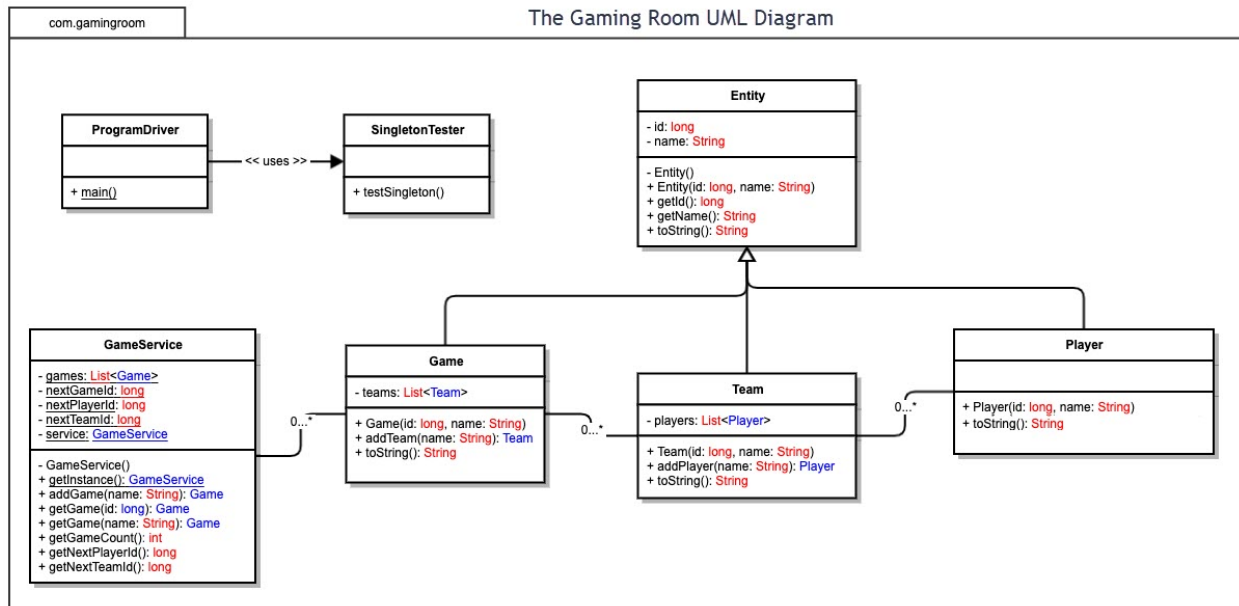 com.gamingroom
The Gaming Room UML Diagram
ProgramDriver
+ main()
<< uses >>
SingletonTester
+ testSingleton()
Entity
- id: long
- name: String
- Entity()
+ Entity(id: long, name: String)
+ getId(): long
+ getName(): String
+ toString(): String
GameService
- games: List<Game>
- nextGameId: long
- nextPlayerId: long
- nextTeamId: long
- service: GameService
- GameService()
+ getInstance(): GameService
+ addGame(name: String): Game
+ getGame(id: long): Game
+ getGame(name: String): Game
+ getGameCount(): int
+ getNextPlayerId(): long
+ getNextTeamId(): long
0...*
Game
- teams: List<Team>
+ Game(id: long, name: String)
+ addTeam(name: String): Team
+ toString(): String
0...*
Team
- players: List<Player>
+ Team(id: long, name: String)
+ addPlayer(name: String): Player
+ toString(): String
0...*
Player
+ Player(id: long, name: String)
+ toString(): String